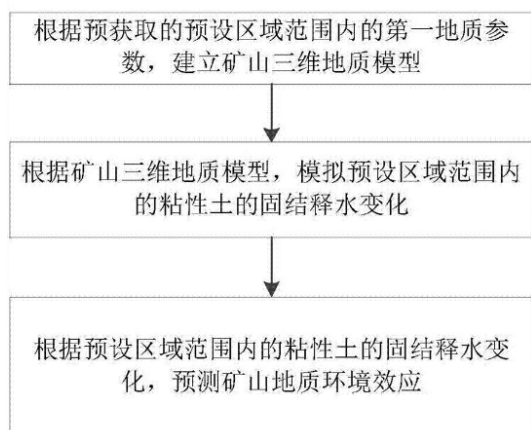 根据预获取的预设区域范围内的第一地质参
数，建立矿山三维地质模型
根据矿山三维地质模型，模拟预设区域范围内
的粘性土的固结释水变化
根据预设区域范围内的粘性土的固结释水变
化，预测矿山地质环境效应